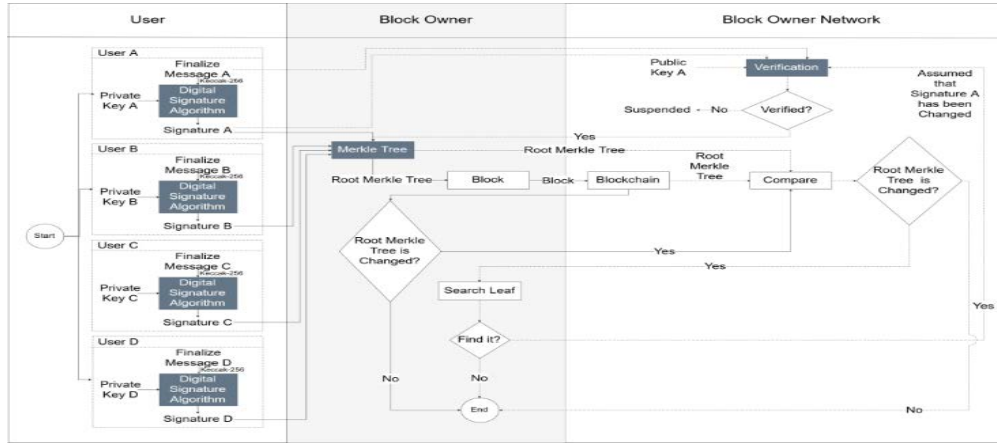 User
Block Owner
Block Owner Network
User A
Finalize
Message A
Keccak-256
Private
Key A
Digital
Signature
Algorithm
Signature A
User B
Finalize
Message B
Keccak-256
Private
Key B
Digital
Signature
Algorithm
Signature B
Start
User C
Finalize
Message C
Keccak-256
Private
Key C
Digital
Signature
Algorithm
Signature C
User D
Finalize
Message D
Keccak-256
Private
Key D
Digital
Signature
Algorithm
Signature D
Merkle Tree
Root Merkle Tree
Block
Block
Blockchain
Root
Merkle
Tree
Compare
Root Merkle
Tree is
Changed?
Root Merkle Tree
Yes
Public
Key A
Verification
Verified?
No
Suspended
Assumed
that
Signature A
has been
Changed
Root Merkle
Tree is
Changed?
Yes
Yes
Search Leaf
Find it?
Yes
No
No
End
No